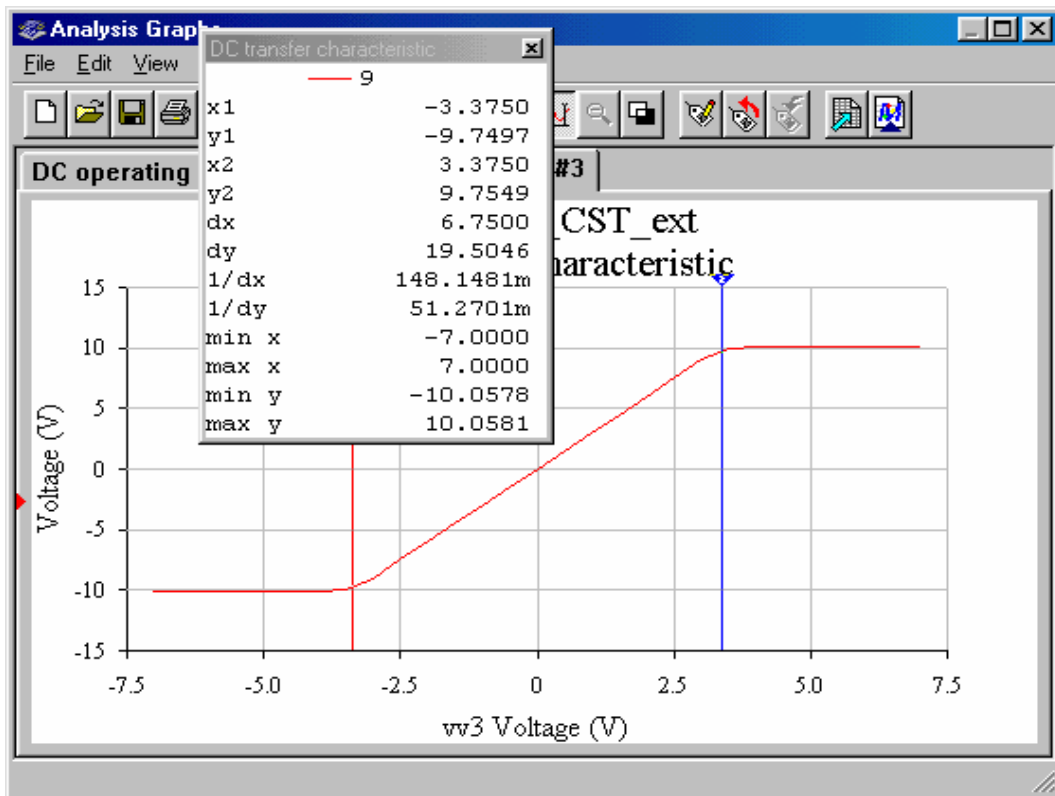 Analysis Graphs
File Edit View
DC transfer characteristic
9
x1 -3.3750
y1 -9.7497
x2 3.3750
y2 9.7549
dx 6.7500
dy 19.5046
1/dx 148.1481m
1/dy 51.2701m
min x -7.0000
max x 7.0000
min y -10.0578
max y 10.0581
DC operating #3
_CST_ext
haracteristic
15
10
5
0
-5
-10
-15
Voltage (V)
-7.5 -5.0 -2.5 0 2.5 5.0 7.5
vv3 Voltage (V)